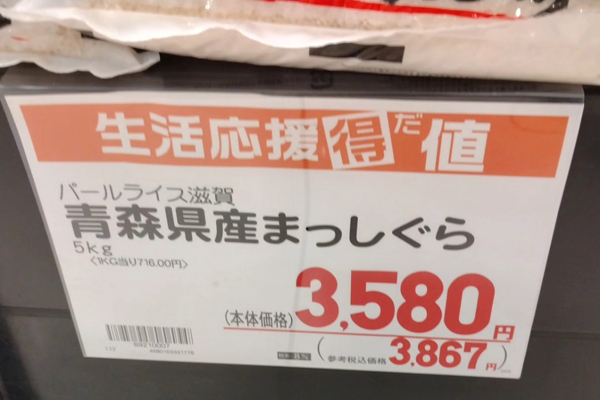 生活応援得だ値
パールライス滋賀
青森県産まっしぐら
5kg
〈1KG当り716.00円〉
(本体価格) 3,580円
(参考税込価格 3,867円)